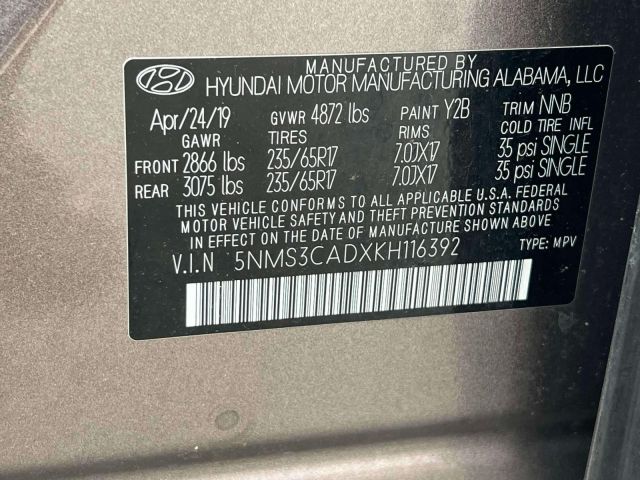 MANUFACTURED BY
HYUNDAI MOTOR MANUFACTURING ALABAMA, LLC
Apr/24/19 GVWR 4872 lbs PAINT Y2B TRIM NNB
GAWR TIRES RIMS COLD TIRE INFL
FRONT 2866 lbs 235/65R17 7.0JX17 35 psi SINGLE
REAR 3075 lbs 235/65R17 7.0JX17 35 psi SINGLE
THIS VEHICLE CONFORMS TO ALL APPLICABLE U.S.A. FEDERAL
MOTOR VEHICLE SAFETY AND THEFT PREVENTION STANDARDS
IN EFFECT ON THE DATE OF MANUFACTURE SHOWN ABOVE.
V.I.N 5NMS3CADXKH116392 TYPE: MPV